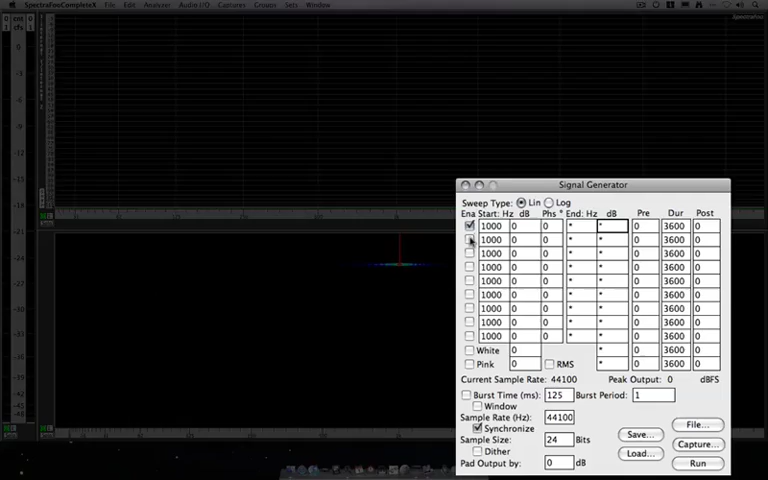 SpectraFooCompleteX File Edit Analyzer Audio I/O Captures Groups Sets Window
Signal Generator
Sweep Type: Lin Log
Ena Start: Hz dB Phs ° End: Hz dB Pre Dur Post
1000 0 0 * * 0 3600 0
1000 0 0 * * 0 3600 0
1000 0 0 * * 0 3600 0
1000 0 0 * * 0 3600 0
1000 0 0 * * 0 3600 0
1000 0 0 * * 0 3600 0
1000 0 0 * * 0 3600 0
1000 0 0 * * 0 3600 0
1000 0 0 * * 0 3600 0
White 0 * 0 3600 0
Pink 0 RMS * 0 3600 0
Current Sample Rate: 44100 Peak Output: 0 dBFS
Burst Time (ms): 125 Burst Period: 1
Window
Sample Rate (Hz): 44100 File...
Synchronize
Sample Size: 24 Bits Save... Capture...
Dither Load...
Pad Output by: 0 dB Run